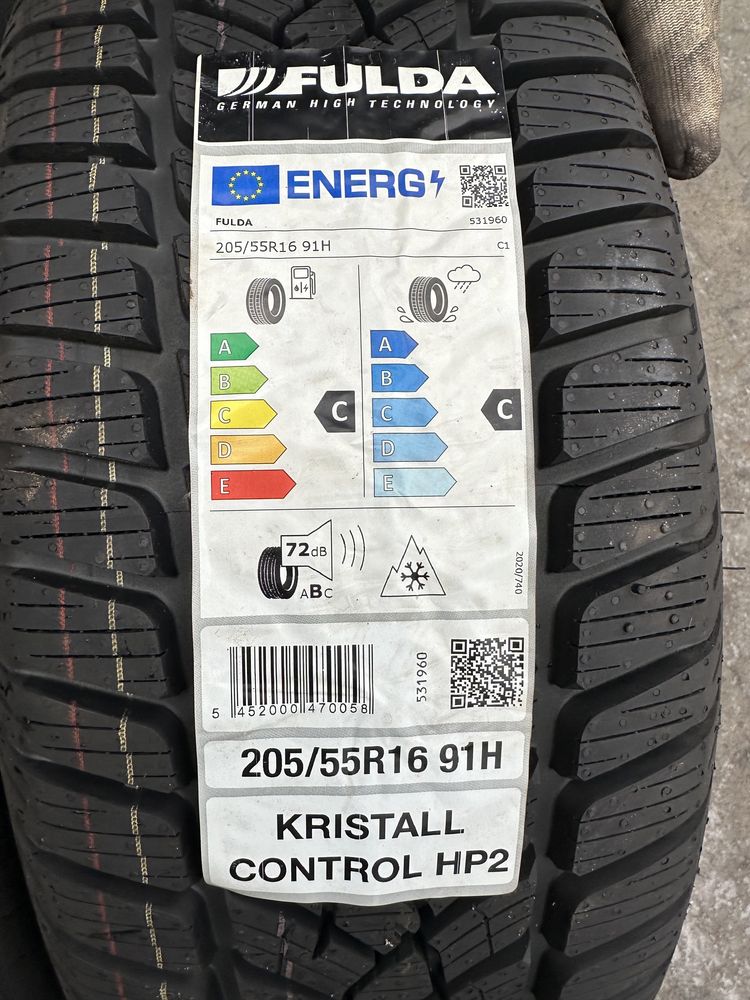 FULDA
GERMAN HIGH TECHNOLOGY
ENERG
FULDA 531960
205/55R16 91H C1
A A
B B
C C C C
D D
E E
72dB
ABC
2020/740
5 452000 470058
531960
205/55R16 91H
KRISTALL
CONTROL HP2